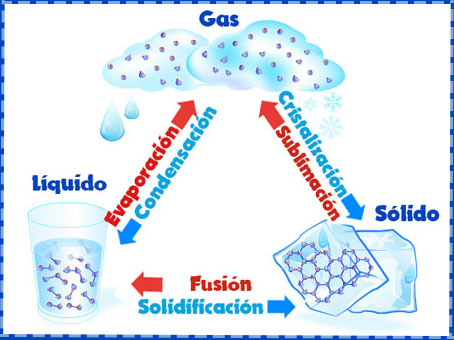 Gas
Evaporación
Condensación
Cristalización
Sublimación
Líquido
Sólido
Fusión
Solidificación